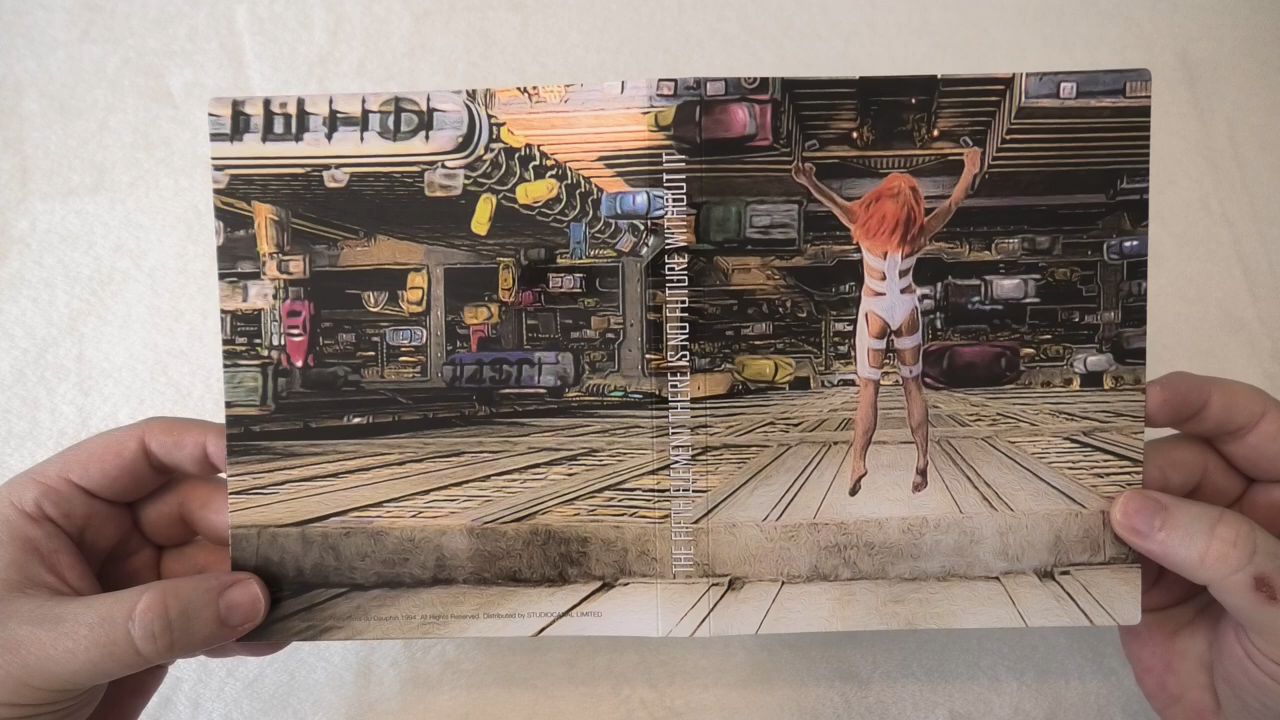 THE FIFTH ELEMENT THERE IS NO FUTURE WITHOUT IT
Films du Dauphin 1994. All Rights Reserved. Distributed by STUDIOCANAL LIMITED